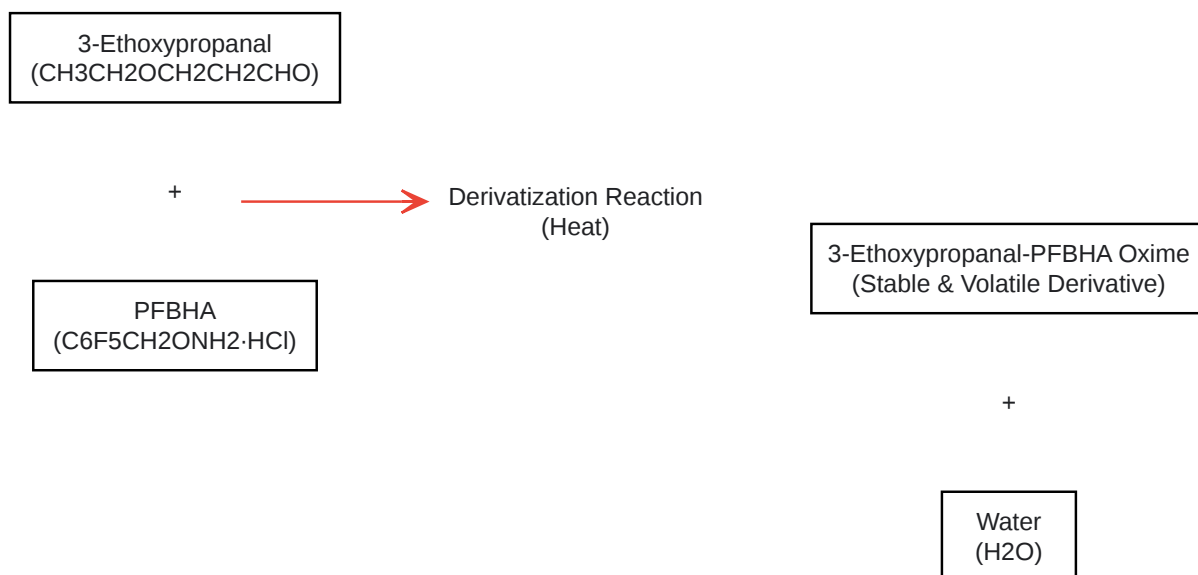 3-Ethoxypropanal
(CH3CH2OCH2CH2CHO)
+
PFBHA
(C6F5CH2ONH2·HCl)
Derivatization Reaction
(Heat)
3-Ethoxypropanal-PFBHA Oxime
(Stable & Volatile Derivative)
+
Water
(H2O)